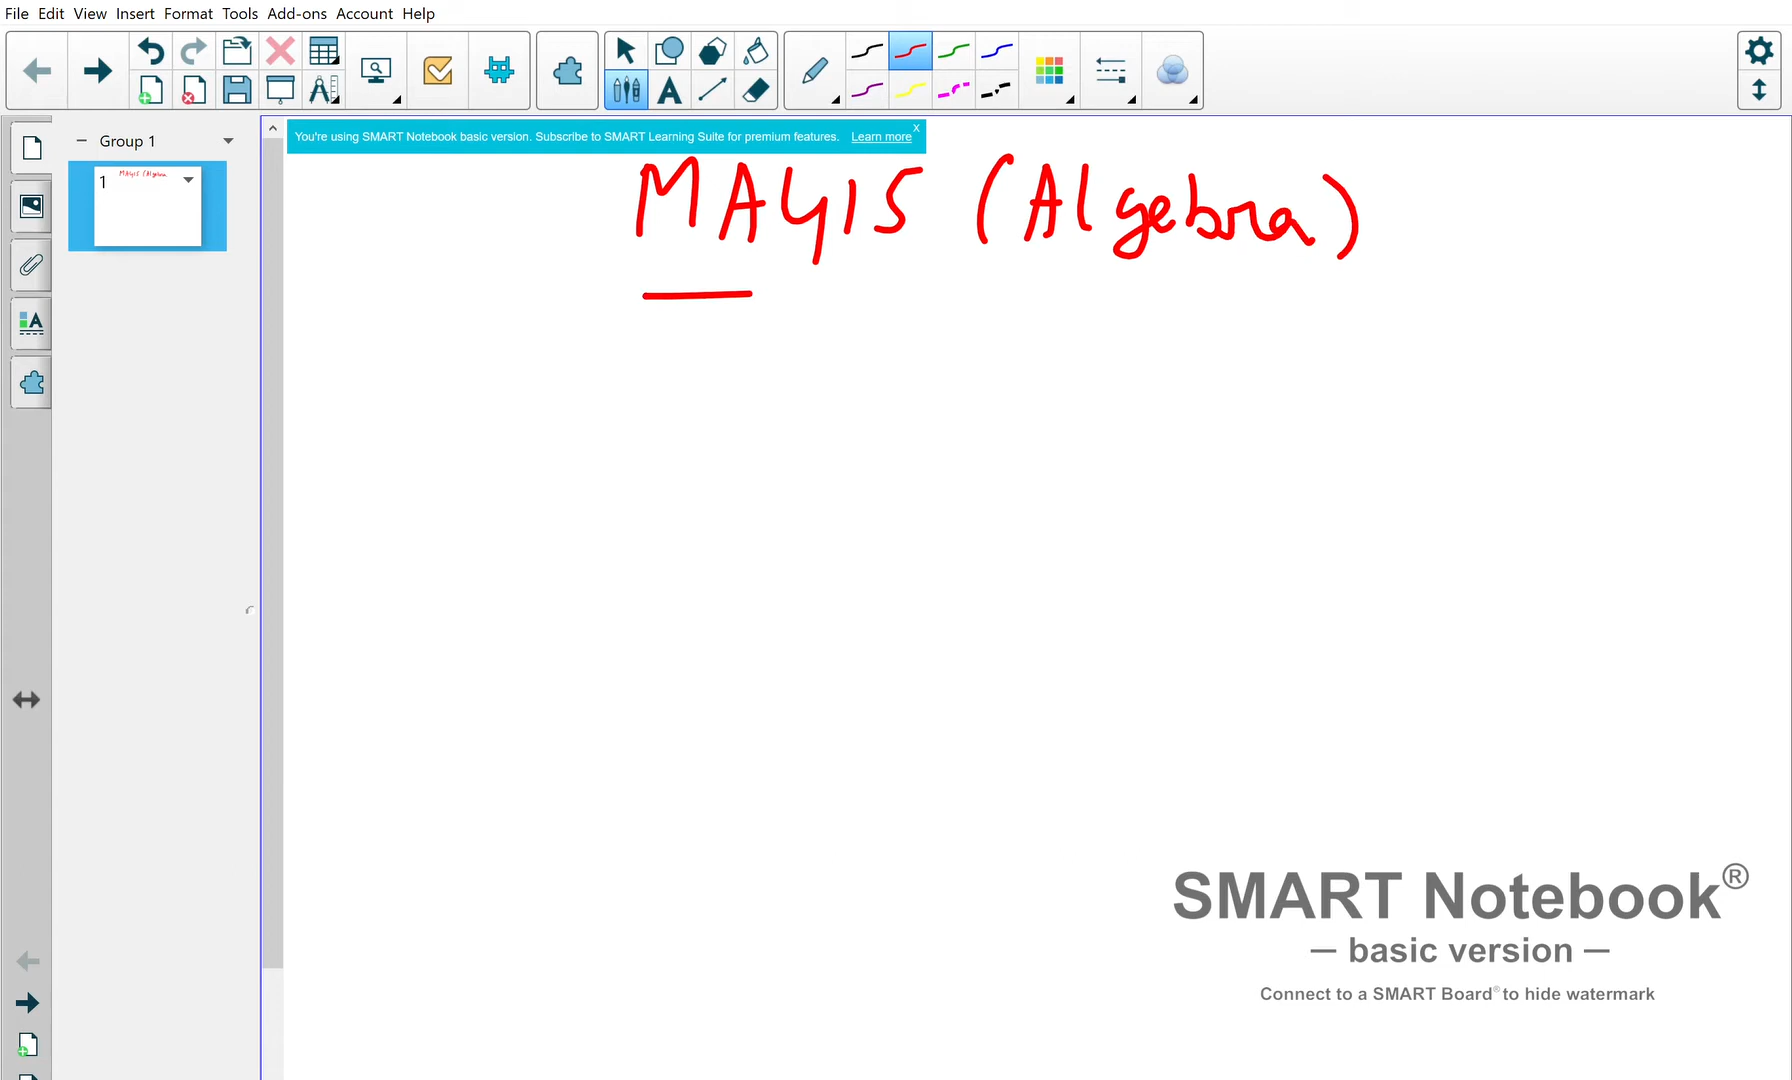 File Edit View Insert Format Tools Add-ons Account Help
Group 1
1
MA415 (Algebra)
You're using SMART Notebook basic version. Subscribe to SMART Learning Suite for premium features. Learn more X
MA415 (Algebra)
SMART Notebook®
— basic version —
Connect to a SMART Board® to hide watermark